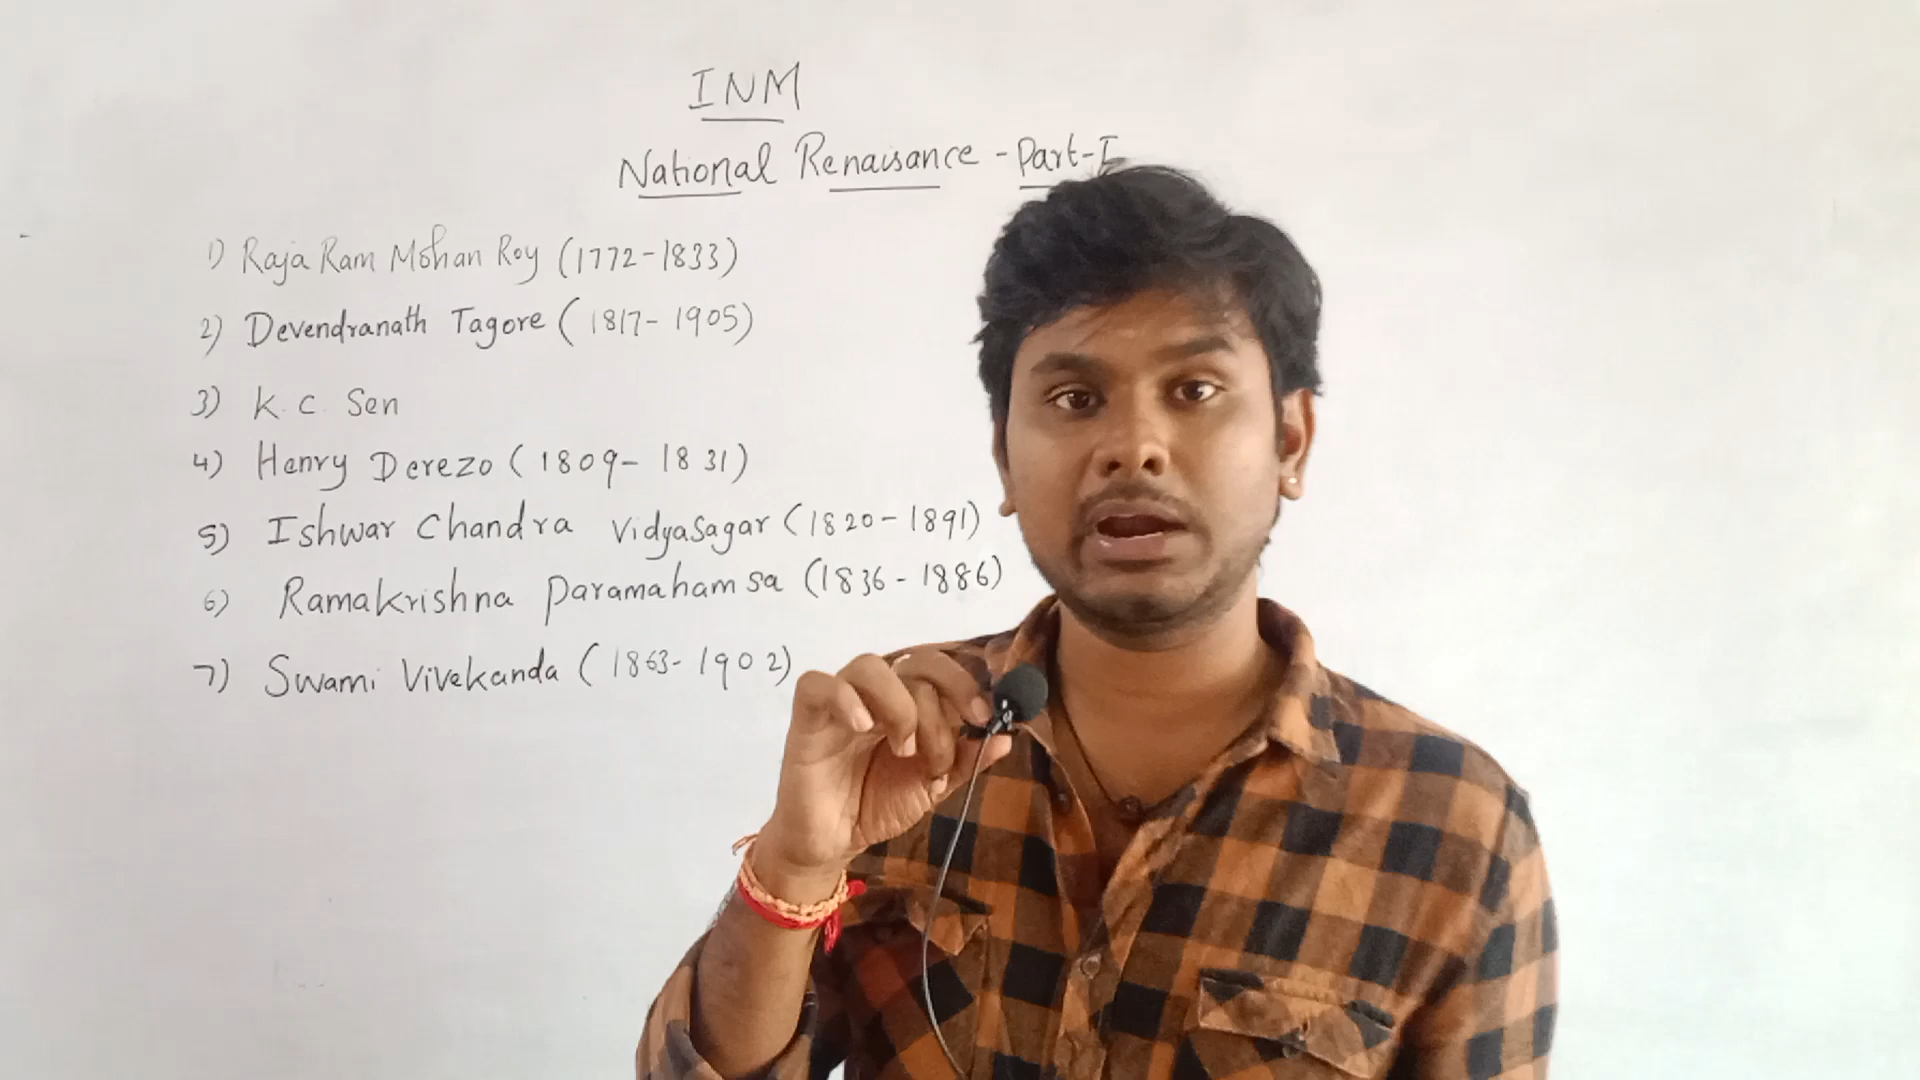 INM
National Renaisance - Part-I
1) Raja Ram Mohan Roy (1772-1833)
2) Devendranath Tagore (1817-1905)
3) K. C. Sen
4) Henry Derezo (1809-1831)
5) Ishwar Chandra Vidyasagar (1820-1891)
6) Ramakrishna Paramahamsa (1836-1886)
7) Swami Vivekanda (1863-1902)